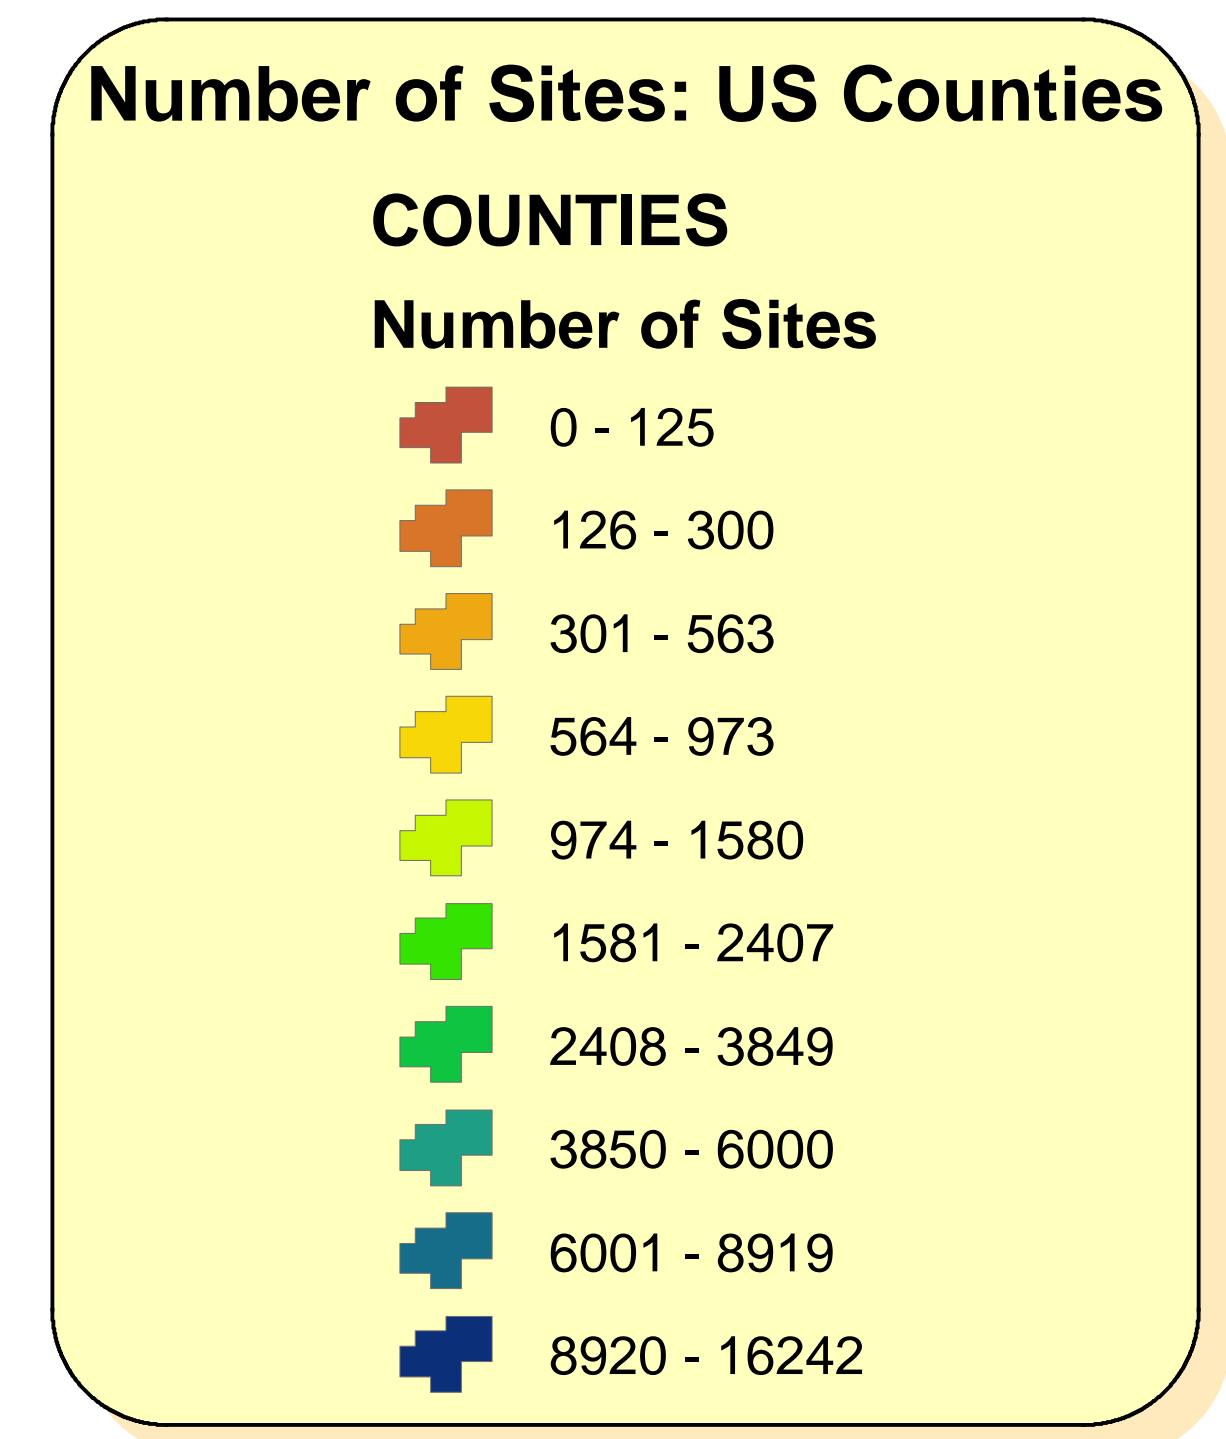 Number of Sites: US Counties
COUNTIES
Number of Sites
0 - 125
126 - 300
301 - 563
564 - 973
974 - 1580
1581 - 2407
2408 - 3849
3850 - 6000
6001 - 8919
8920 - 16242